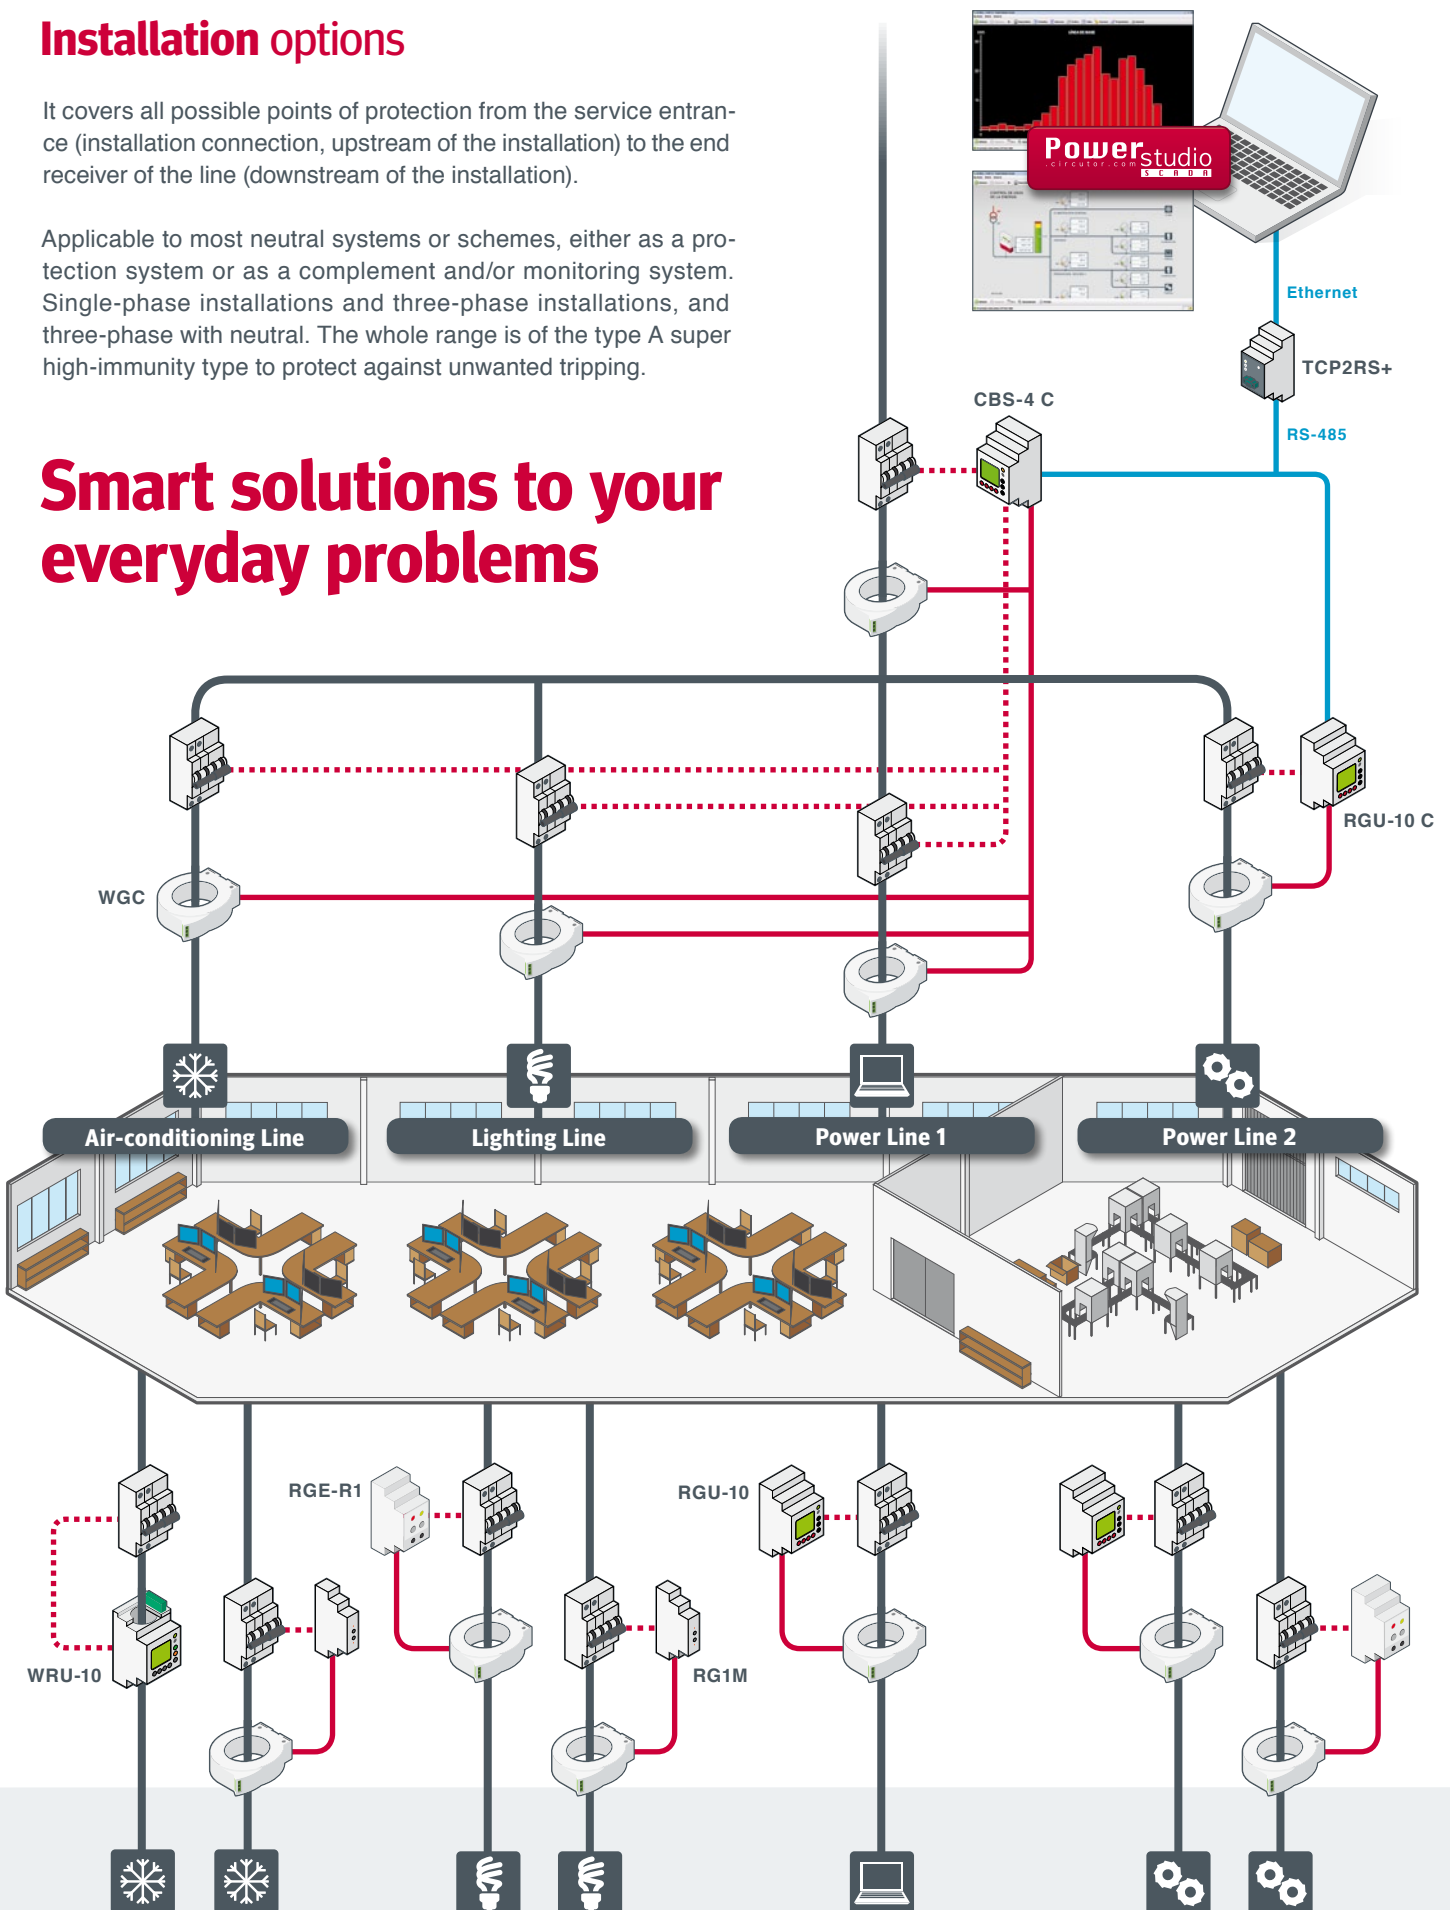 Installation options
It covers all possible points of protection from the service entran-
ce (installation connection, upstream of the installation) to the end
receiver of the line (downstream of the installation).
Applicable to most neutral systems or schemes, either as a pro-
tection system or as a complement and/or monitoring system.
Single-phase installations and three-phase installations, and
three-phase with neutral. The whole range is of the type A super
high-immunity type to protect against unwanted tripping.
Smart solutions to your
everyday problems
LÍNEA DE BASE
Powerstudio
.circutor.com
SCADA
Ethernet
TCP2RS+
RS-485
CBS-4 C
RGU-10 C
WGC
Air-conditioning Line
Lighting Line
Power Line 1
Power Line 2
RGE-R1
RGU-10
WRU-10
RG1M